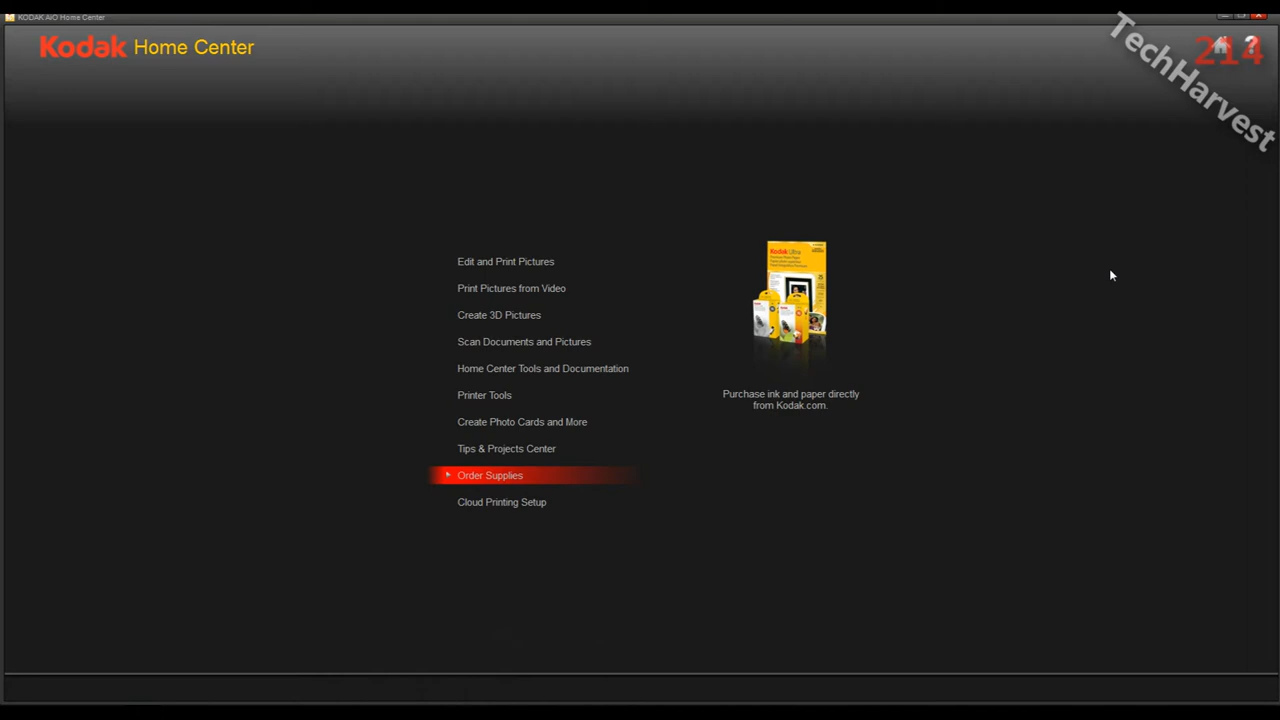 KODAK AiO Home Center
Kodak Home Center
TechHarvest
214
?
Edit and Print Pictures
Print Pictures from Video
Create 3D Pictures
Scan Documents and Pictures
Home Center Tools and Documentation
Printer Tools
Create Photo Cards and More
Tips & Projects Center
Order Supplies
Cloud Printing Setup
Kodak Ultra
Purchase ink and paper directly
from Kodak.com.